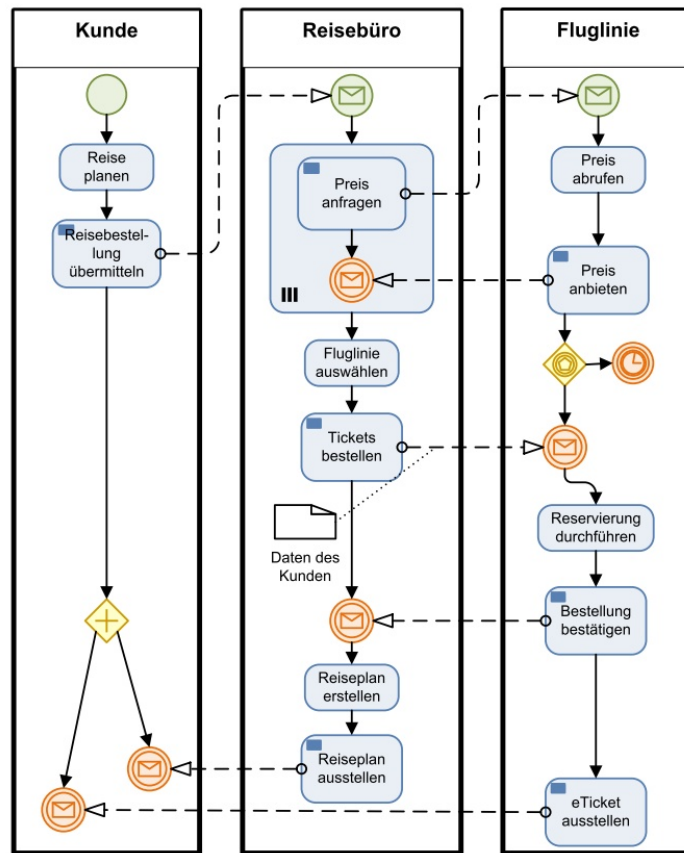 Kunde
Reisebüro
Fluglinie
Reise
planen
Reisebestel-
lung
übermitteln
Preis
anfragen
Fluglinie
auswählen
Tickets
bestellen
Daten des
Kunden
Reiseplan
erstellen
Reiseplan
ausstellen
Preis
abrufen
Preis
anbieten
Reservierung
durchführen
Bestellung
bestätigen
eTicket
ausstellen